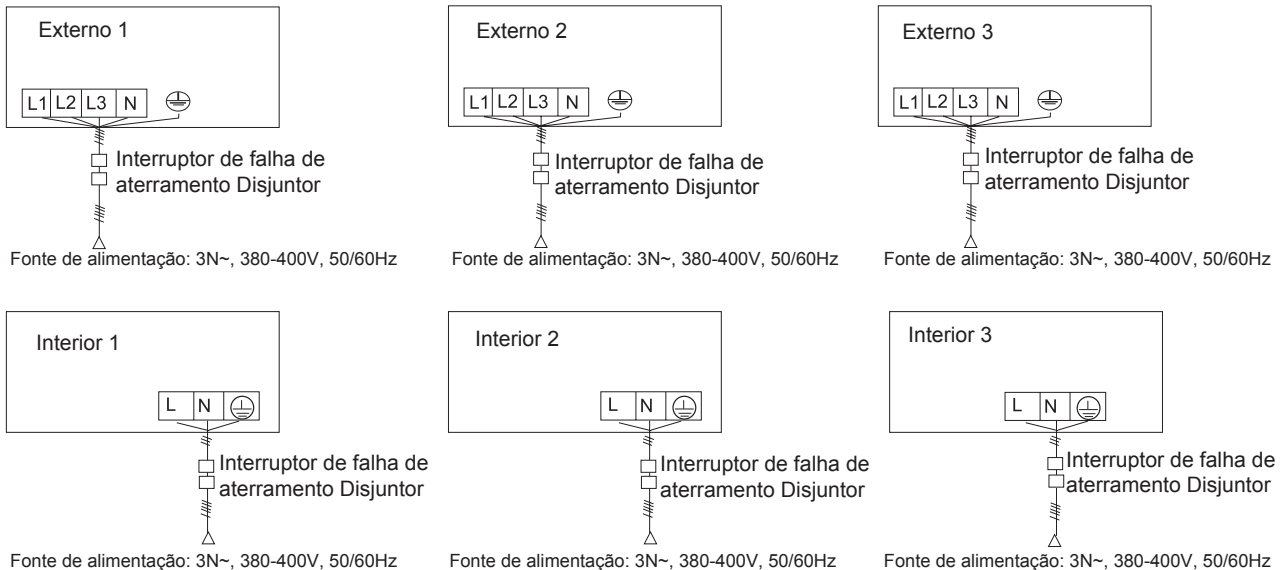 Externo 1
L1 L2 L3 N
Interruptor de falha de
aterramento Disjuntor
Fonte de alimentação: 3N~, 380-400V, 50/60Hz
Externo 2
L1 L2 L3 N
Interruptor de falha de
aterramento Disjuntor
Fonte de alimentação: 3N~, 380-400V, 50/60Hz
Externo 3
L1 L2 L3 N
Interruptor de falha de
aterramento Disjuntor
Fonte de alimentação: 3N~, 380-400V, 50/60Hz
Interior 1
L N
Interruptor de falha de
aterramento Disjuntor
Fonte de alimentação: 3N~, 380-400V, 50/60Hz
Interior 2
L N
Interruptor de falha de
aterramento Disjuntor
Fonte de alimentação: 3N~, 380-400V, 50/60Hz
Interior 3
L N
Interruptor de falha de
aterramento Disjuntor
Fonte de alimentação: 3N~, 380-400V, 50/60Hz